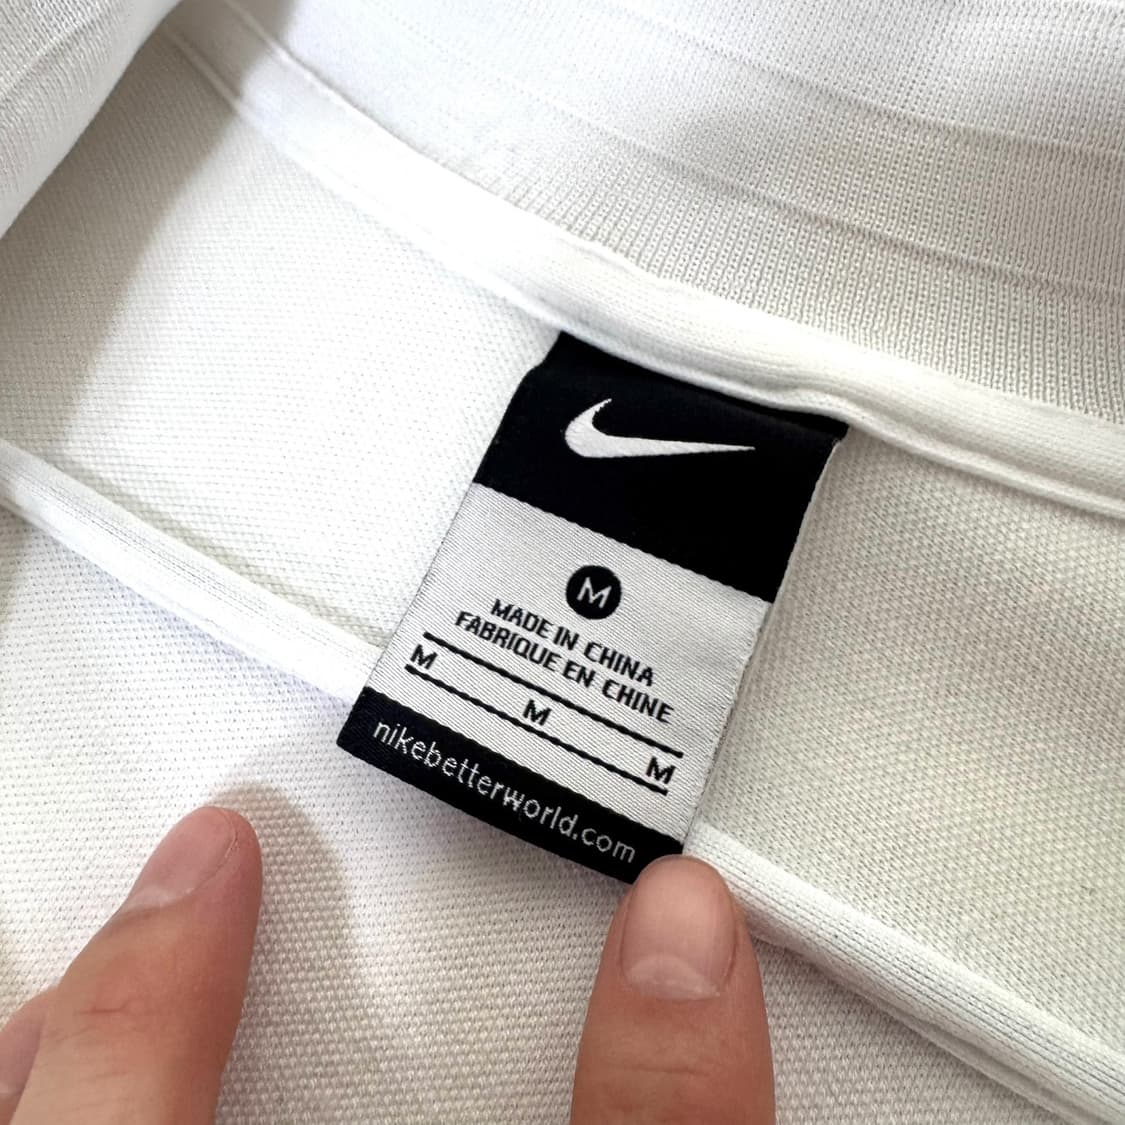 M
MADE IN CHINA
FABRIQUE EN CHINE
M M M
nikebetterworld.com